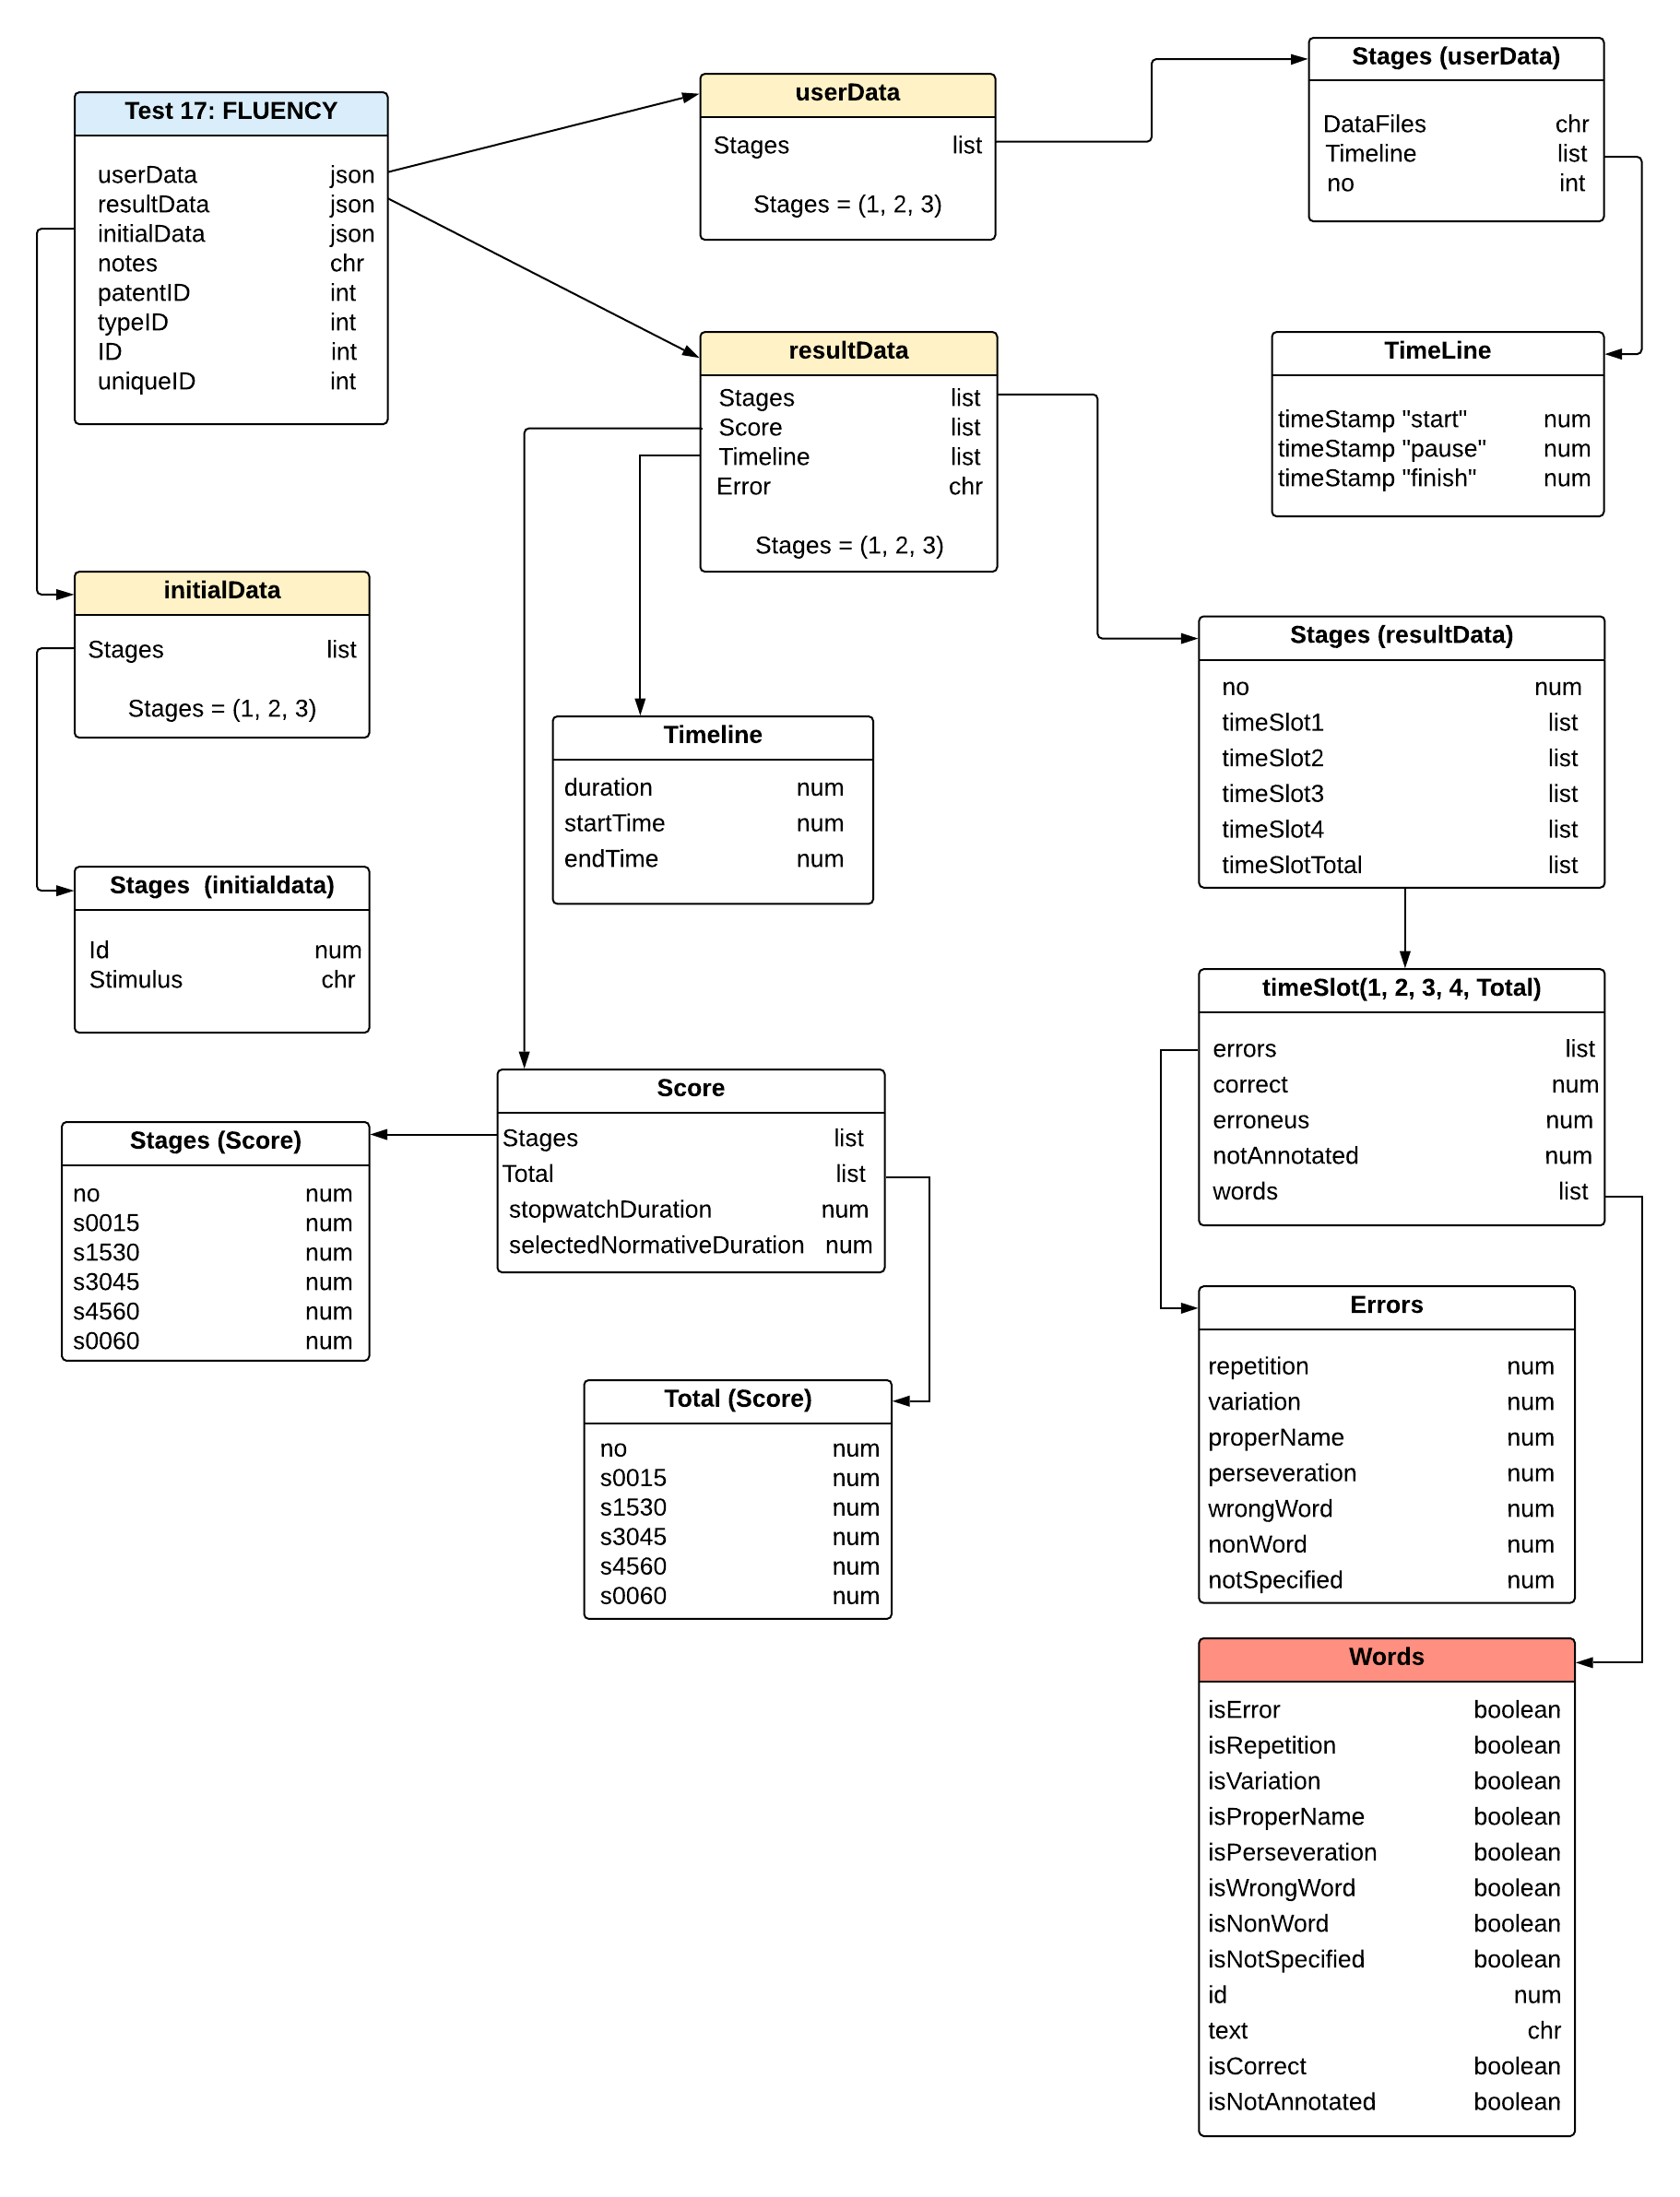 Test 17: FLUENCY
userData json
resultData json
initialData json
notes chr
patentID int
typeID int
ID int
uniqueID int
userData
Stages list
Stages = (1, 2, 3)
Stages (userData)
DataFiles chr
Timeline list
no int
resultData
Stages list
Score list
Timeline list
Error chr
Stages = (1, 2, 3)
TimeLine
timeStamp "start" num
timeStamp "pause" num
timeStamp "finish" num
initialData
Stages list
Stages = (1, 2, 3)
Stages (resultData)
no num
timeSlot1 list
timeSlot2 list
timeSlot3 list
timeSlot4 list
timeSlotTotal list
Timeline
duration num
startTime num
endTime num
Stages (initialdata)
Id num
Stimulus chr
timeSlot(1, 2, 3, 4, Total)
errors list
correct num
erroneus num
notAnnotated num
words list
Score
Stages list
Total list
stopwatchDuration num
selectedNormativeDuration num
Stages (Score)
no num
s0015 num
s1530 num
s3045 num
s4560 num
s0060 num
Errors
repetition num
variation num
properName num
perseveration num
wrongWord num
nonWord num
notSpecified num
Total (Score)
no num
s0015 num
s1530 num
s3045 num
s4560 num
s0060 num
Words
isError boolean
isRepetition boolean
isVariation boolean
isProperName boolean
isPerseveration boolean
isWrongWord boolean
isNonWord boolean
isNotSpecified boolean
id num
text chr
isCorrect boolean
isNotAnnotated boolean